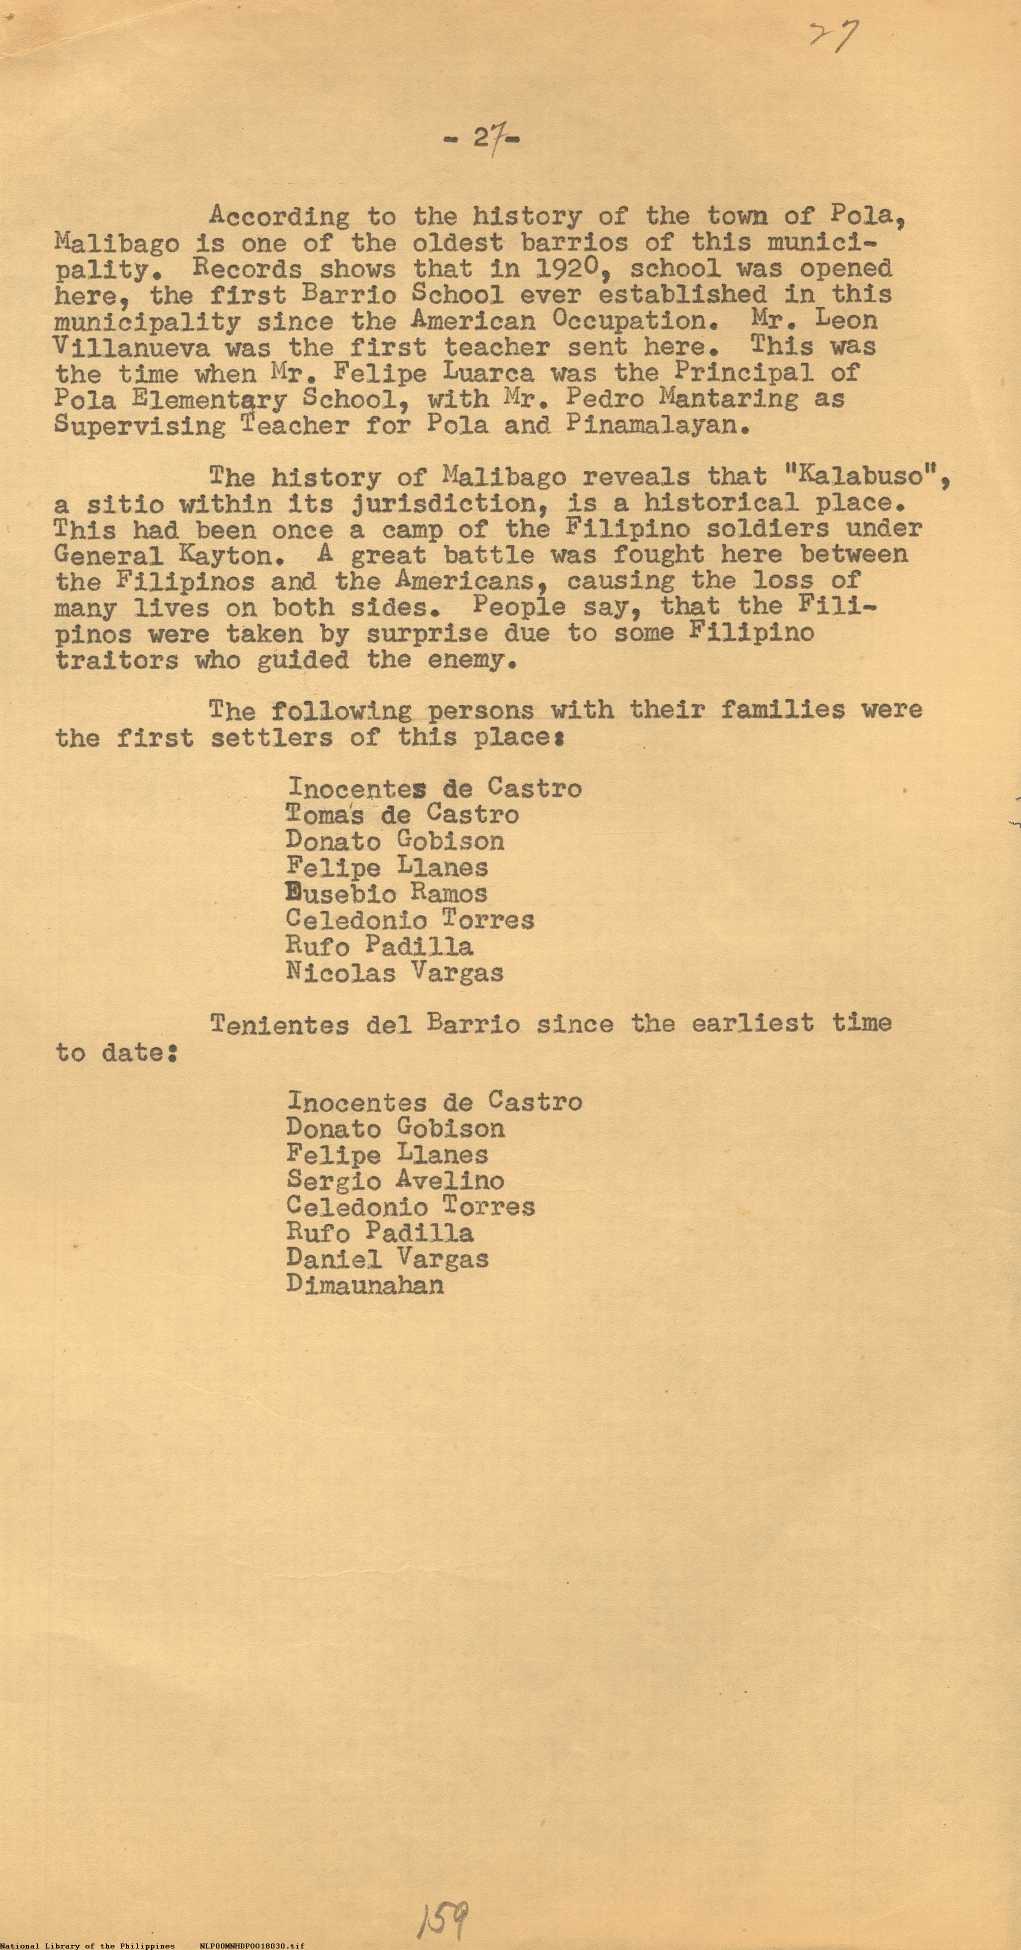 27
- 27-
According to the history of the town of Pola,
Malibago is one of the oldest barrios of this munici-
pality. Records shows that in 1920, school was opened
here, the first Barrio School ever established in this
municipality since the American Occupation. Mr. Leon
Villanueva was the first teacher sent here. This was
the time when Mr. Felipe Luarca was the Principal of
Pola Elementary School, with Mr. Pedro Mantaring as
Supervising Teacher for Pola and Pinamalayan.
The history of Malibago reveals that "Kalabuso",
a sitio within its jurisdiction, is a historical place.
This had been once a camp of the Filipino soldiers under
General Kayton. A great battle was fought here between
the Filipinos and the Americans, causing the loss of
many lives on both sides. People say, that the Fili-
pinos were taken by surprise due to some Filipino
traitors who guided the enemy.
The following persons with their families were
the first settlers of this place:
Inocentes de Castro
Tomas de Castro
Donato Gobison
Felipe Llanes
Eusebio Ramos
Celedonio Torres
Rufo Padilla
Nicolas Vargas
Tenientes del Barrio since the earliest time
to date:
Inocentes de Castro
Donato Gobison
Felipe Llanes
Sergio Avelino
Celedonio Torres
Rufo Padilla
Daniel Vargas
Dimaunahan
159
National Library of the Philippines NLP00MNHDP0018030.tif